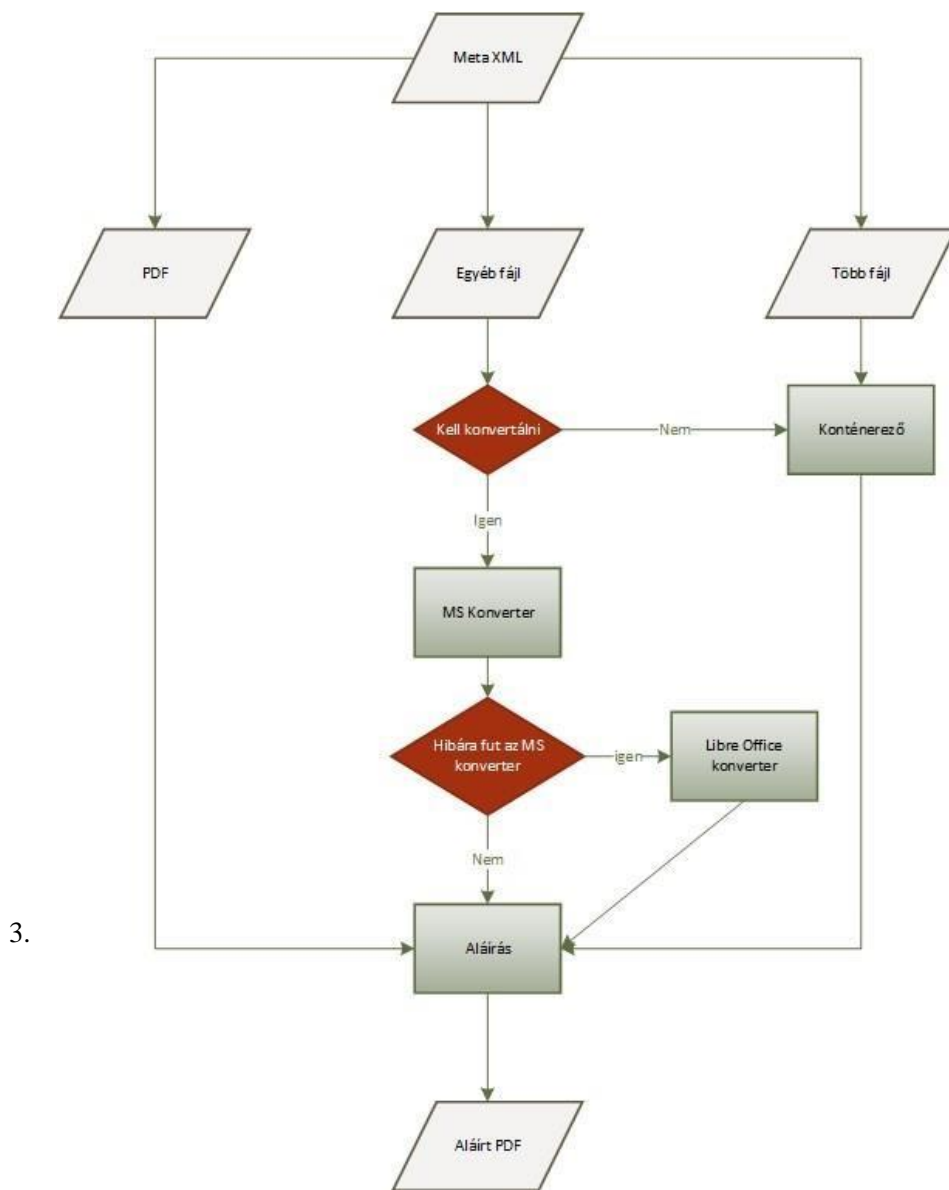 Meta XML
PDF
Egyéb fájl
Több fájl
Kell konvertálni
Nem
Konténerező
Igen
MS Konverter
Hibára fut az MS
konverter
igen
Libre Office
konverter
Nem
3.
Aláírás
Aláírt PDF